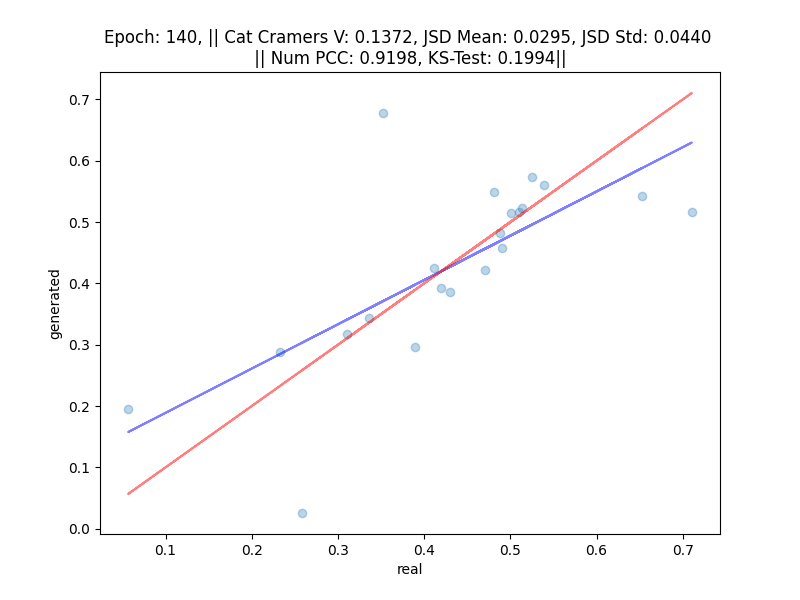 Epoch: 140, || Cat Cramers V: 0.1372, JSD Mean: 0.0295, JSD Std: 0.0440
|| Num PCC: 0.9198, KS-Test: 0.1994||
0.7
0.6
0.5
0.4
0.3
0.2
0.1
0.0
generated
0.1 0.2 0.3 0.4 0.5 0.6 0.7
real